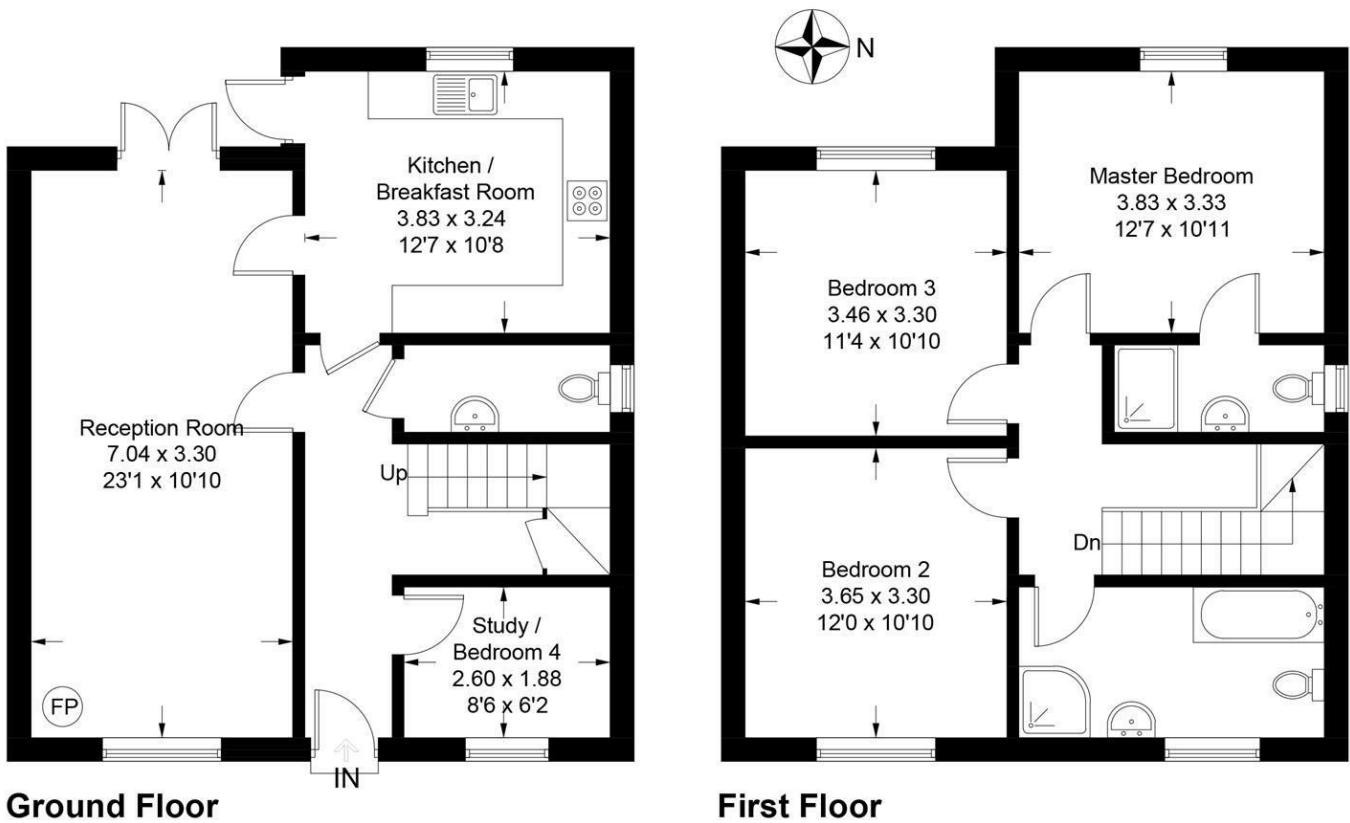 N
Kitchen /
Breakfast Room
3.83 x 3.24
12'7 x 10'8
Reception Room
7.04 x 3.30
23'1 x 10'10
Up
Study /
Bedroom 4
2.60 x 1.88
8'6 x 6'2
FP
IN
Ground Floor
Master Bedroom
3.83 x 3.33
12'7 x 10'11
Bedroom 3
3.46 x 3.30
11'4 x 10'10
Dn
Bedroom 2
3.65 x 3.30
12'0 x 10'10
First Floor